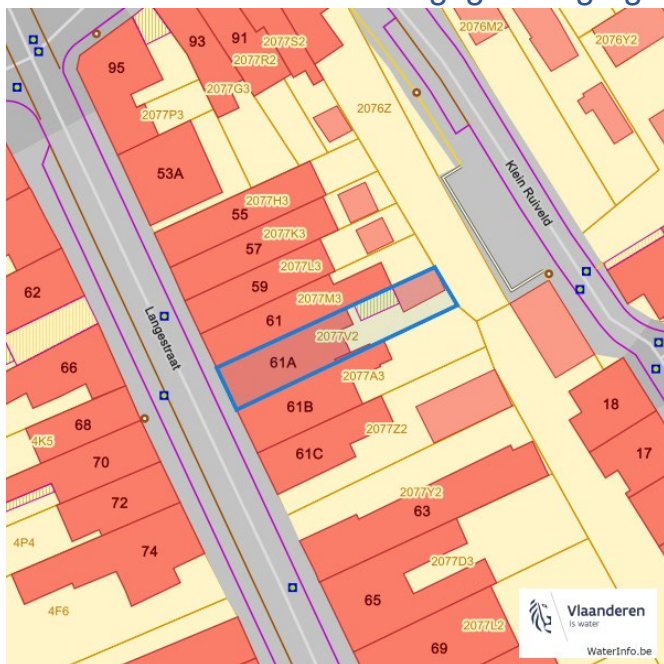 93
91
2077S2
2076M2
2076Y2
95
2077R2
2077G3
2077P3
2076Z
53A
Klein Ruiveld
55
2077H3
57
2077K3
2077L3
59
62
2077M3
61
Langestraat
2077V2
61A
66
2077A3
61B
18
68
4K5
2077Z2
61C
17
70
72
2077Y2
63
4P4
74
2077D3
65
4F6
2077L2
69
Vlaanderen
is water
WaterInfo.be